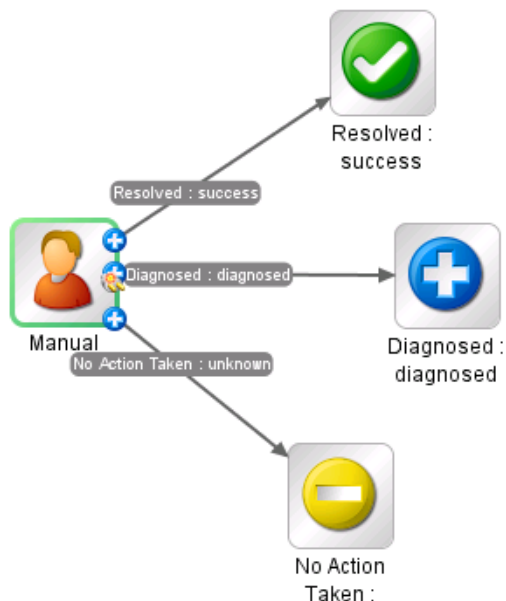 Resolved :
success
Resolved : success
Diagnosed : diagnosed
Manual
Diagnosed :
diagnosed
No Action Taken : unknown
No Action
Taken :